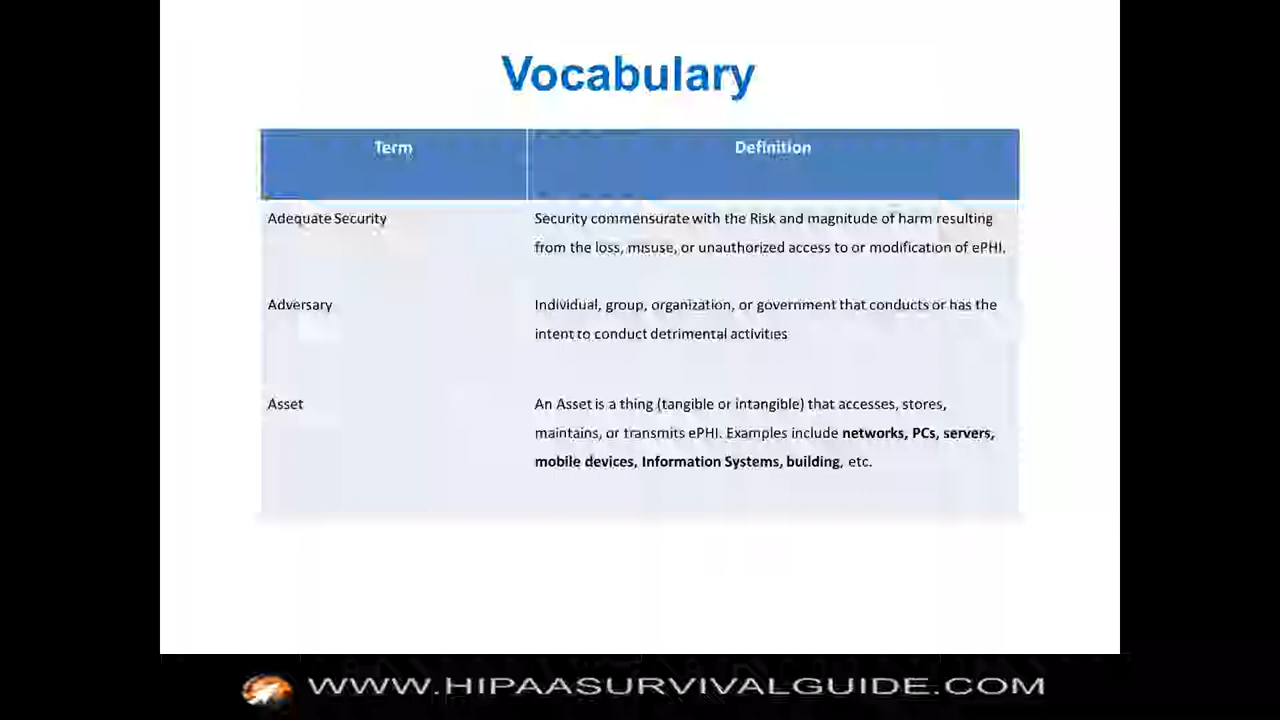 Vocabulary
Term
Definition
Adequate Security
Security commensurate with the Risk and magnitude of harm resulting
from the loss, misuse, or unauthorized access to or modification of ePHI.
Adversary
Individual, group, organization, or government that conducts or has the
intent to conduct detrimental activities
Asset
An Asset is a thing (tangible or intangible) that accesses, stores,
maintains, or transmits ePHI. Examples include networks, PCs, servers,
mobile devices, Information Systems, building, etc.
WWW.HIPAASURVIVALGUIDE.COM